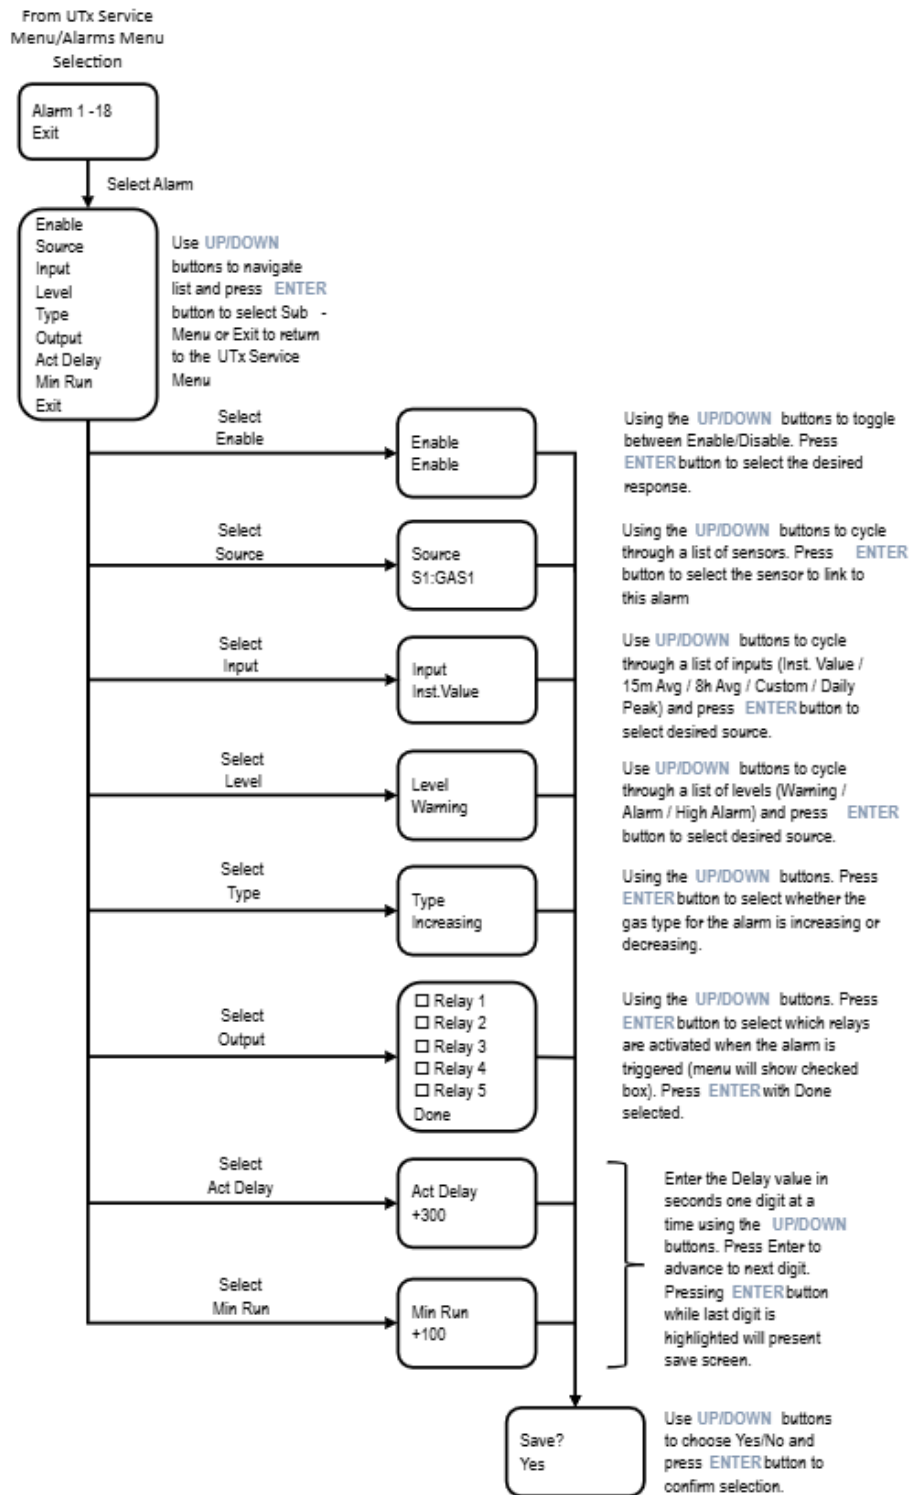 From UTx Service
Menu/Alarms Menu
Selection
Alarm 1 -18
Exit
Select Alarm
Enable
Source
Input
Level
Type
Output
Act Delay
Min Run
Exit
Use UP/DOWN
buttons to navigate
list and press ENTER
button to select Sub -
Menu or Exit to return
to the UTx Service
Menu
Select
Enable
Enable
Enable
Using the UP/DOWN buttons to toggle
between Enable/Disable. Press
ENTER button to select the desired
response.
Select
Source
Source
S1:GAS1
Using the UP/DOWN buttons to cycle
through a list of sensors. Press ENTER
button to select the sensor to link to
this alarm
Select
Input
Input
Inst.Value
Use UP/DOWN buttons to cycle
through a list of inputs (Inst. Value /
15m Avg / 8h Avg / Custom / Daily
Peak) and press ENTER button to
select desired source.
Select
Level
Level
Warning
Use UP/DOWN buttons to cycle
through a list of levels (Warning /
Alarm / High Alarm) and press ENTER
button to select desired source.
Select
Type
Type
Increasing
Using the UP/DOWN buttons. Press
ENTER button to select whether the
gas type for the alarm is increasing or
decreasing.
Select
Output
☐ Relay 1
☐ Relay 2
☐ Relay 3
☐ Relay 4
☐ Relay 5
Done
Using the UP/DOWN buttons. Press
ENTER button to select which relays
are activated when the alarm is
triggered (menu will show checked
box). Press ENTER with Done
selected.
Select
Act Delay
Act Delay
+300
Select
Min Run
Min Run
+100
Enter the Delay value in
seconds one digit at a
time using the UP/DOWN
buttons. Press Enter to
advance to next digit.
Pressing ENTER button
while last digit is
highlighted will present
save screen.
Save?
Yes
Use UP/DOWN buttons
to choose Yes/No and
press ENTER button to
confirm selection.